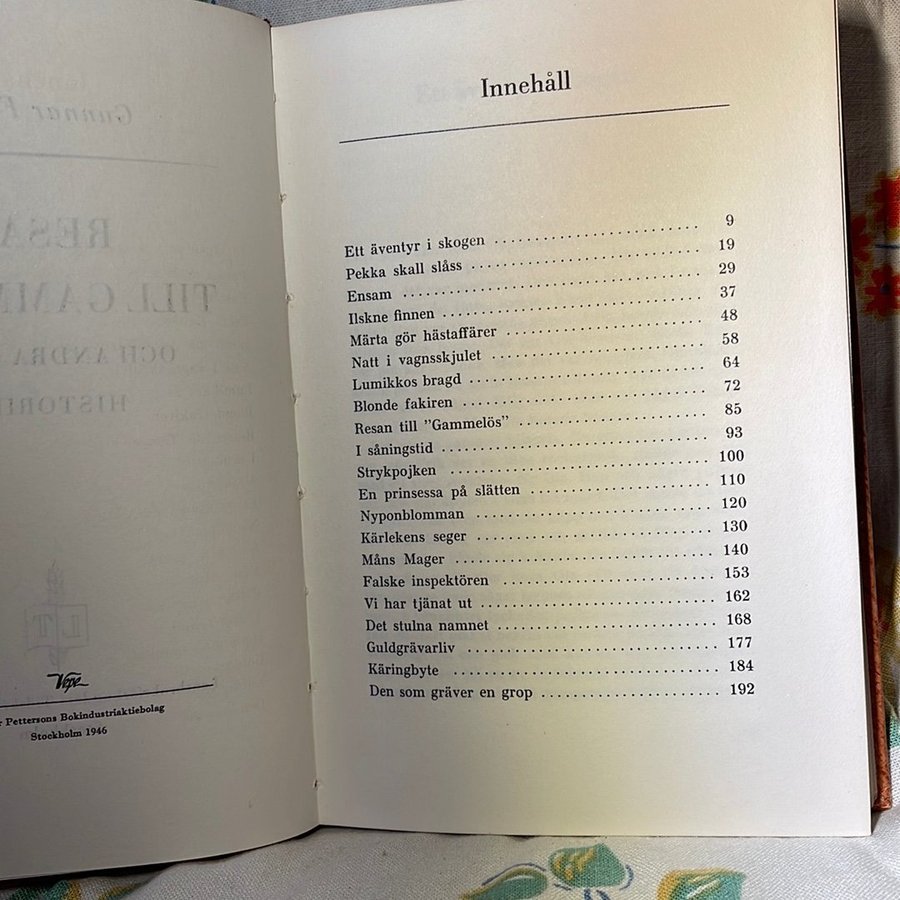 Vepe
r Pettersons Bokindustriaktiebolag
Stockholm 1946
Innehåll
Ett äventyr i skogen 9
Pekka skall slåss 19
Ensam 29
Ilskne finnen 37
Märta gör hästaffärer 48
Natt i vagnsskjulet 58
Lumikkos bragd 64
Blonde fakiren 72
Resan till "Gammelös" 85
I såningstid 93
Strykpojken 100
En prinsessa på slätten 110
Nyponblomman 120
Kärlekens seger 130
Måns Mager 140
Falske inspektören 153
Vi har tjänat ut 162
Det stulna namnet 168
Guldgrävarliv 177
Käringbyte 184
Den som gräver en grop 192